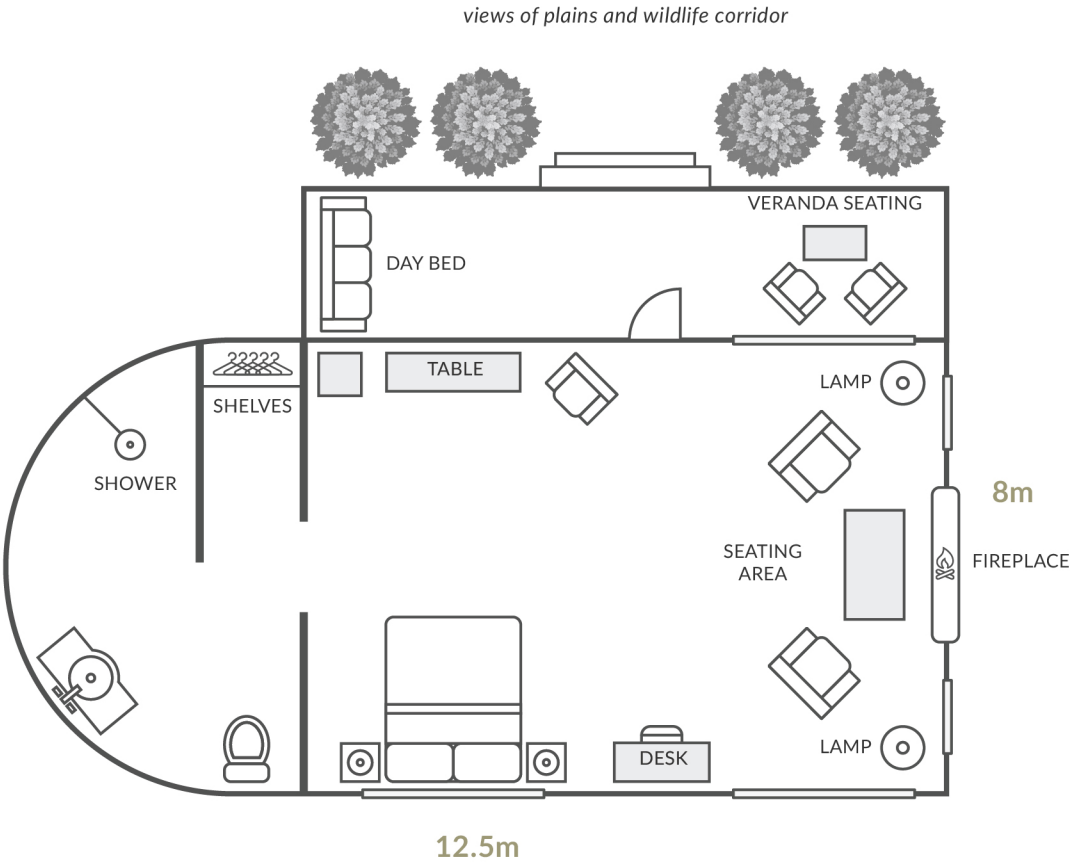 views of plains and wildlife corridor
VERANDA SEATING
DAY BED
TABLE
LAMP
SHELVES
SHOWER
8m
SEATING
AREA
FIREPLACE
LAMP
DESK
12.5m